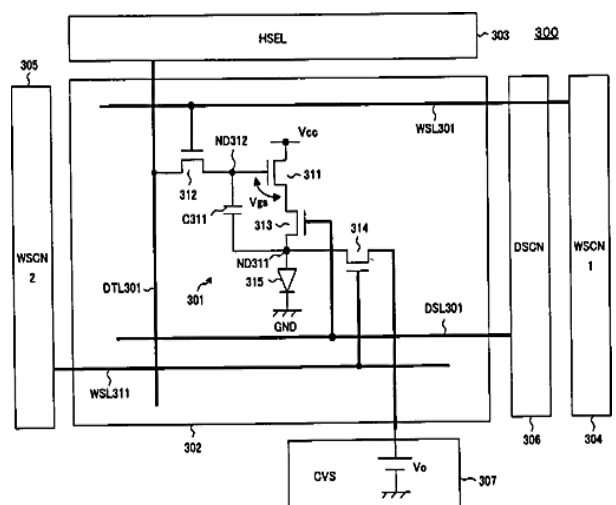 HSEL
303
300
305
WSL301
Vcc
ND312
311
312
Vgs
C311
313
314
WSCN
2
ND311
DSCN
WSCN
1
DTL301
301
315
GND
DSL301
WSL311
302
306
304
CVS
Vo
307